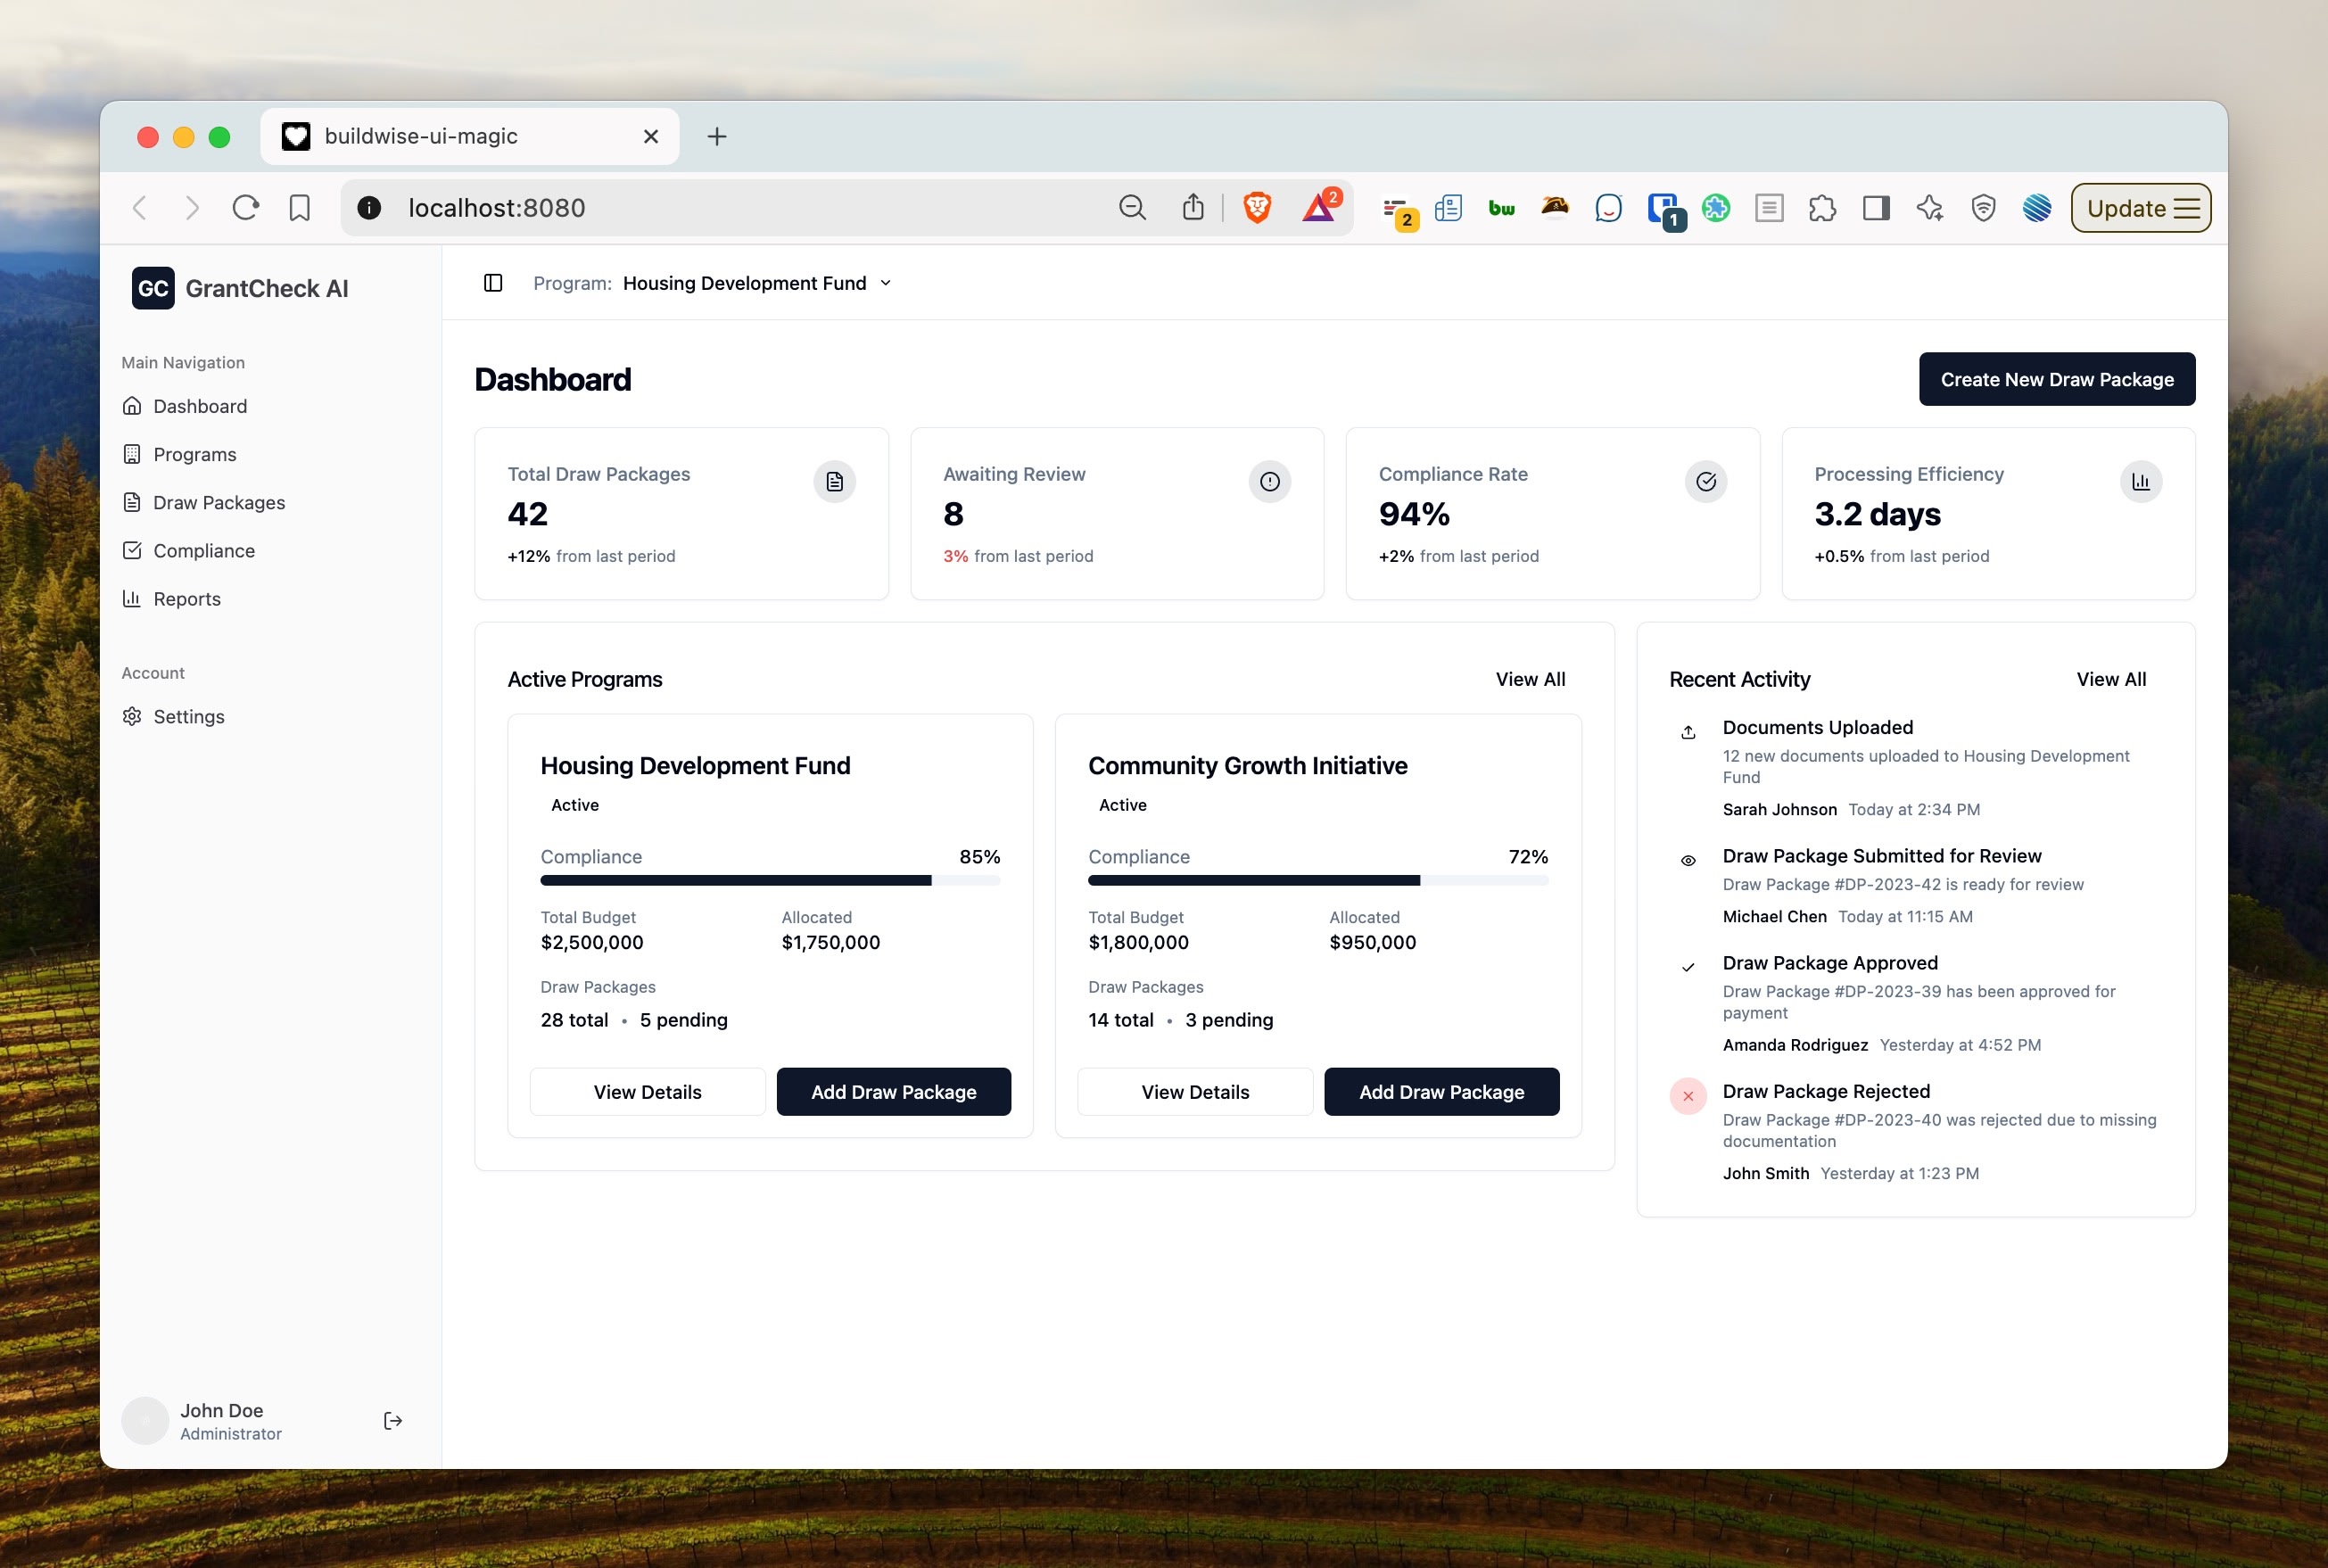 buildwise-ui-magic
localhost:8080
2
2
bw
1
Update
GC GrantCheck AI
Main Navigation
Dashboard
Programs
Draw Packages
Compliance
Reports
Account
Settings
John Doe
Administrator
Program: Housing Development Fund
Dashboard
Create New Draw Package
Total Draw Packages
42
+12% from last period
Awaiting Review
8
3% from last period
Compliance Rate
94%
+2% from last period
Processing Efficiency
3.2 days
+0.5% from last period
Active Programs
View All
Housing Development Fund
Active
Compliance 85%
Total Budget
$2,500,000
Allocated
$1,750,000
Draw Packages
28 total • 5 pending
View Details
Add Draw Package
Community Growth Initiative
Active
Compliance 72%
Total Budget
$1,800,000
Allocated
$950,000
Draw Packages
14 total • 3 pending
View Details
Add Draw Package
Recent Activity
View All
Documents Uploaded
12 new documents uploaded to Housing Development
Fund
Sarah Johnson Today at 2:34 PM
Draw Package Submitted for Review
Draw Package #DP-2023-42 is ready for review
Michael Chen Today at 11:15 AM
Draw Package Approved
Draw Package #DP-2023-39 has been approved for
payment
Amanda Rodriguez Yesterday at 4:52 PM
Draw Package Rejected
Draw Package #DP-2023-40 was rejected due to missing
documentation
John Smith Yesterday at 1:23 PM